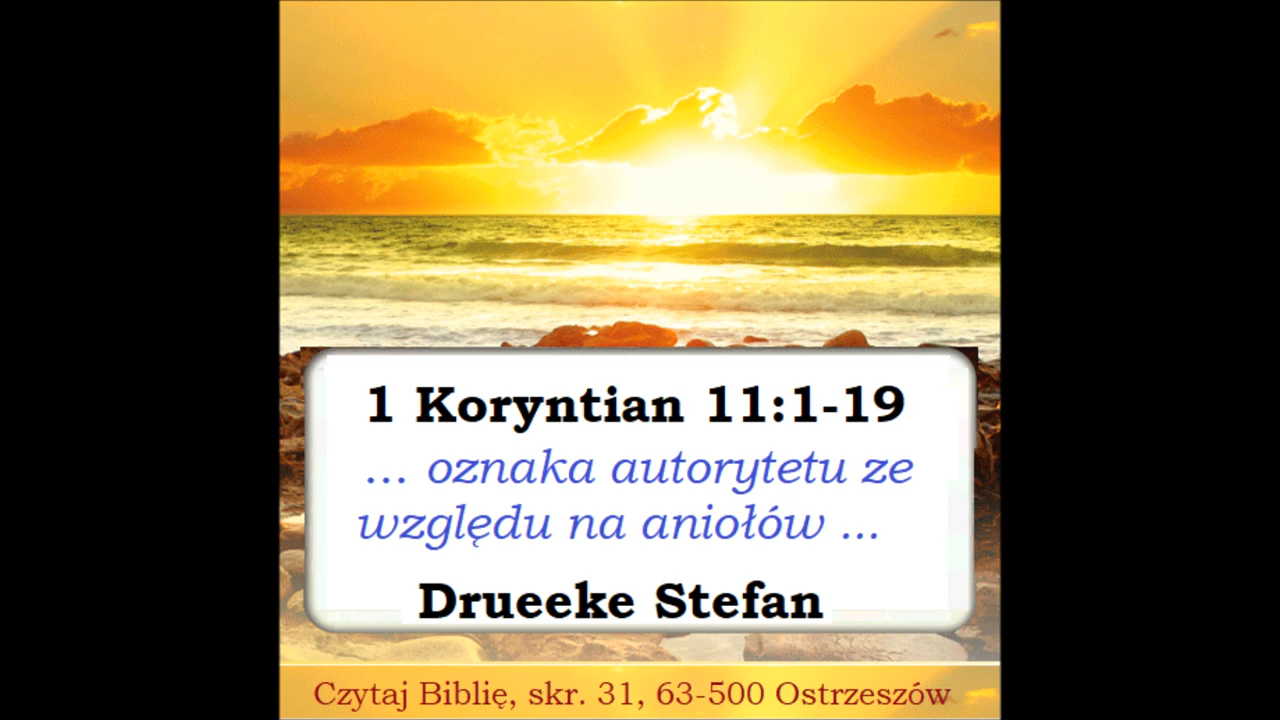 1 Koryntian 11:1-19
... oznaka autorytetu ze
względu na aniołów ...
Drueeke Stefan
Czytaj Biblię, skr. 31, 63-500 Ostrzeszów